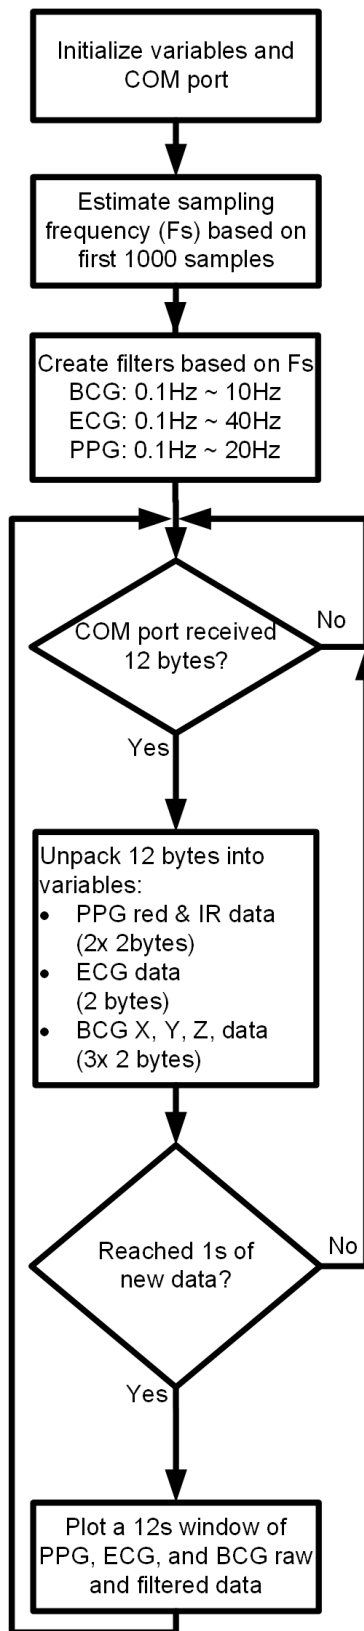 Initialize variables and
COM port
Estimate sampling
frequency (Fs) based on
first 1000 samples
Create filters based on Fs
BCG: 0.1Hz ~ 10Hz
ECG: 0.1Hz ~ 40Hz
PPG: 0.1Hz ~ 20Hz
COM port received
12 bytes?
No
Yes
Unpack 12 bytes into
variables:
• PPG red & IR data
(2x 2bytes)
• ECG data
(2 bytes)
• BCG X, Y, Z, data
(3x 2 bytes)
Reached 1s of
new data?
No
Yes
Plot a 12s window of
PPG, ECG, and BCG raw
and filtered data